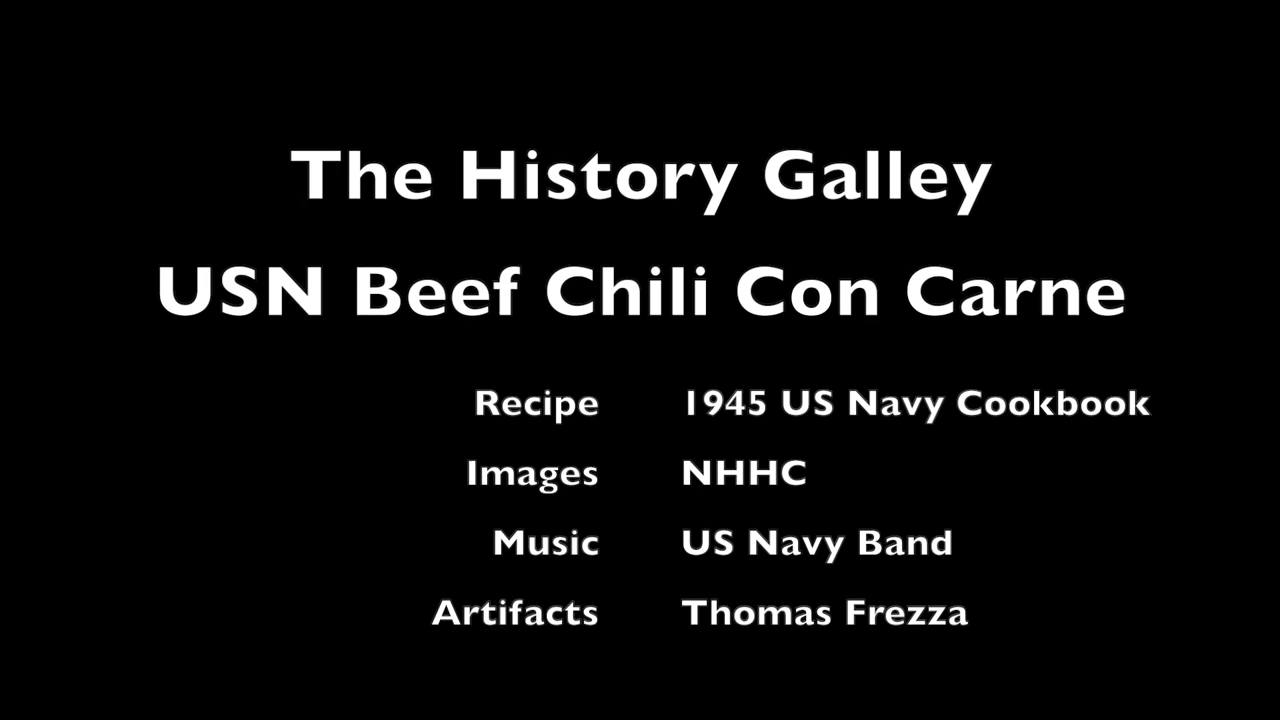 The History Galley
USN Beef Chili Con Carne
Recipe 1945 US Navy Cookbook
Images NHHC
Music US Navy Band
Artifacts Thomas Frezza